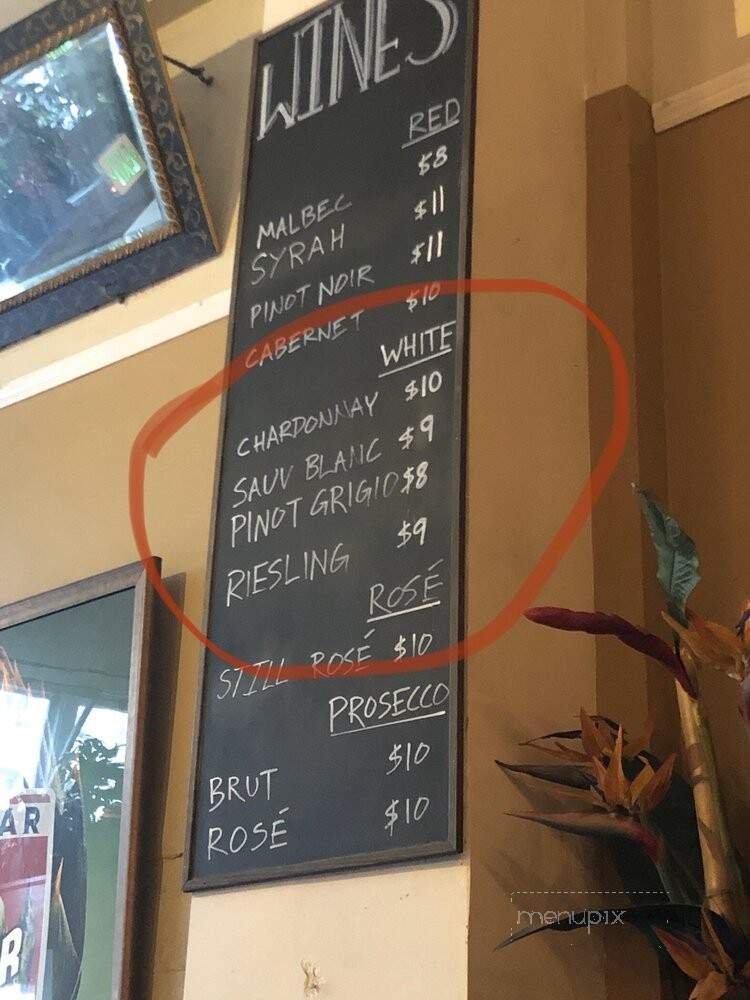 WINES
RED
MALBEC $8
SYRAH $11
PINOT NOIR $11
CABERNET $10
WHITE
CHARDONNAY $10
SAUV BLANC $9
PINOT GRIGIO $8
RIESLING $9
ROSÉ
STILL ROSÉ $10
PROSECCO
BRUT $10
ROSÉ $10
AR
R
menupix